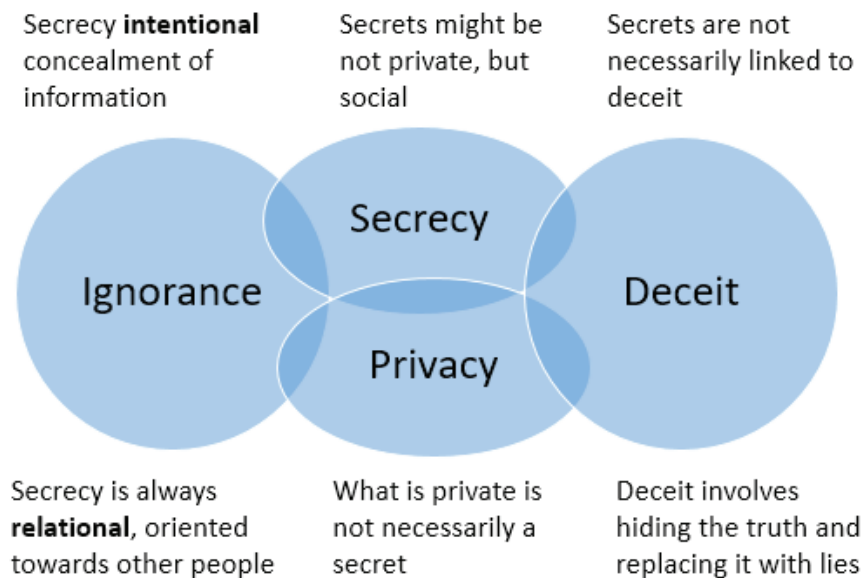 Secrecy intentional
concealment of
information
Secrets might be
not private, but
social
Secrets are not
necessarily linked to
deceit
Secrecy
Ignorance
Deceit
Privacy
Secrecy is always
relational, oriented
towards other people
What is private is
not necessarily a
secret
Deceit involves
hiding the truth and
replacing it with lies